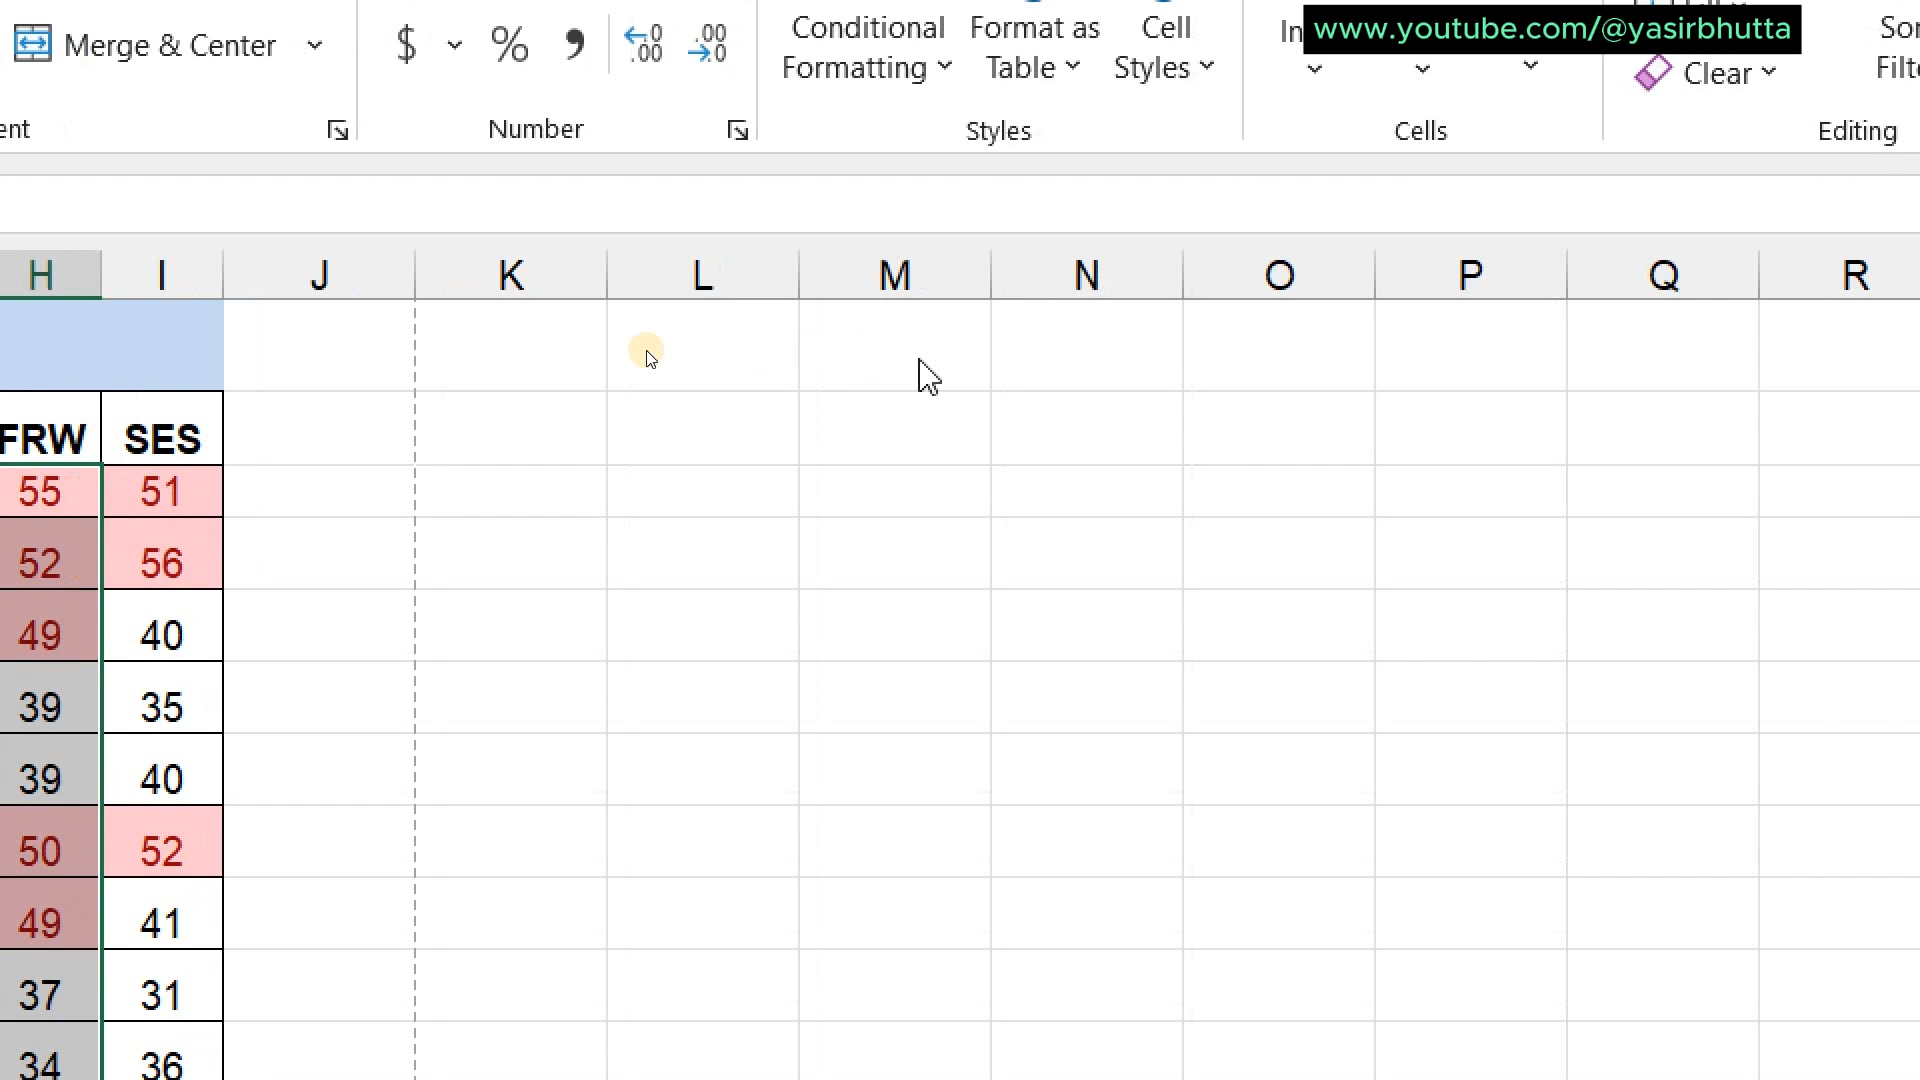 www.youtube.com/@yasirbhutta
Merge & Center
$ % , .00 .00
Conditional Formatting
Format as Table
Cell Styles
Clear
Number
Styles
Cells
Editing
H I J K L M N O P Q R
FRW SES
55 51
52 56
49 40
39 35
39 40
50 52
49 41
37 31
34 36